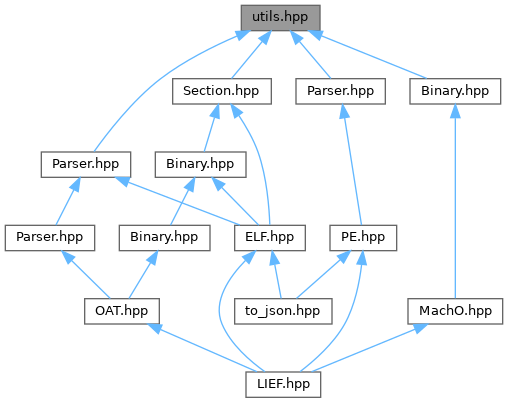 utils.hpp
Section.hpp
Parser.hpp
Binary.hpp
Parser.hpp
Binary.hpp
Parser.hpp
Binary.hpp
ELF.hpp
PE.hpp
OAT.hpp
to_json.hpp
MachO.hpp
LIEF.hpp